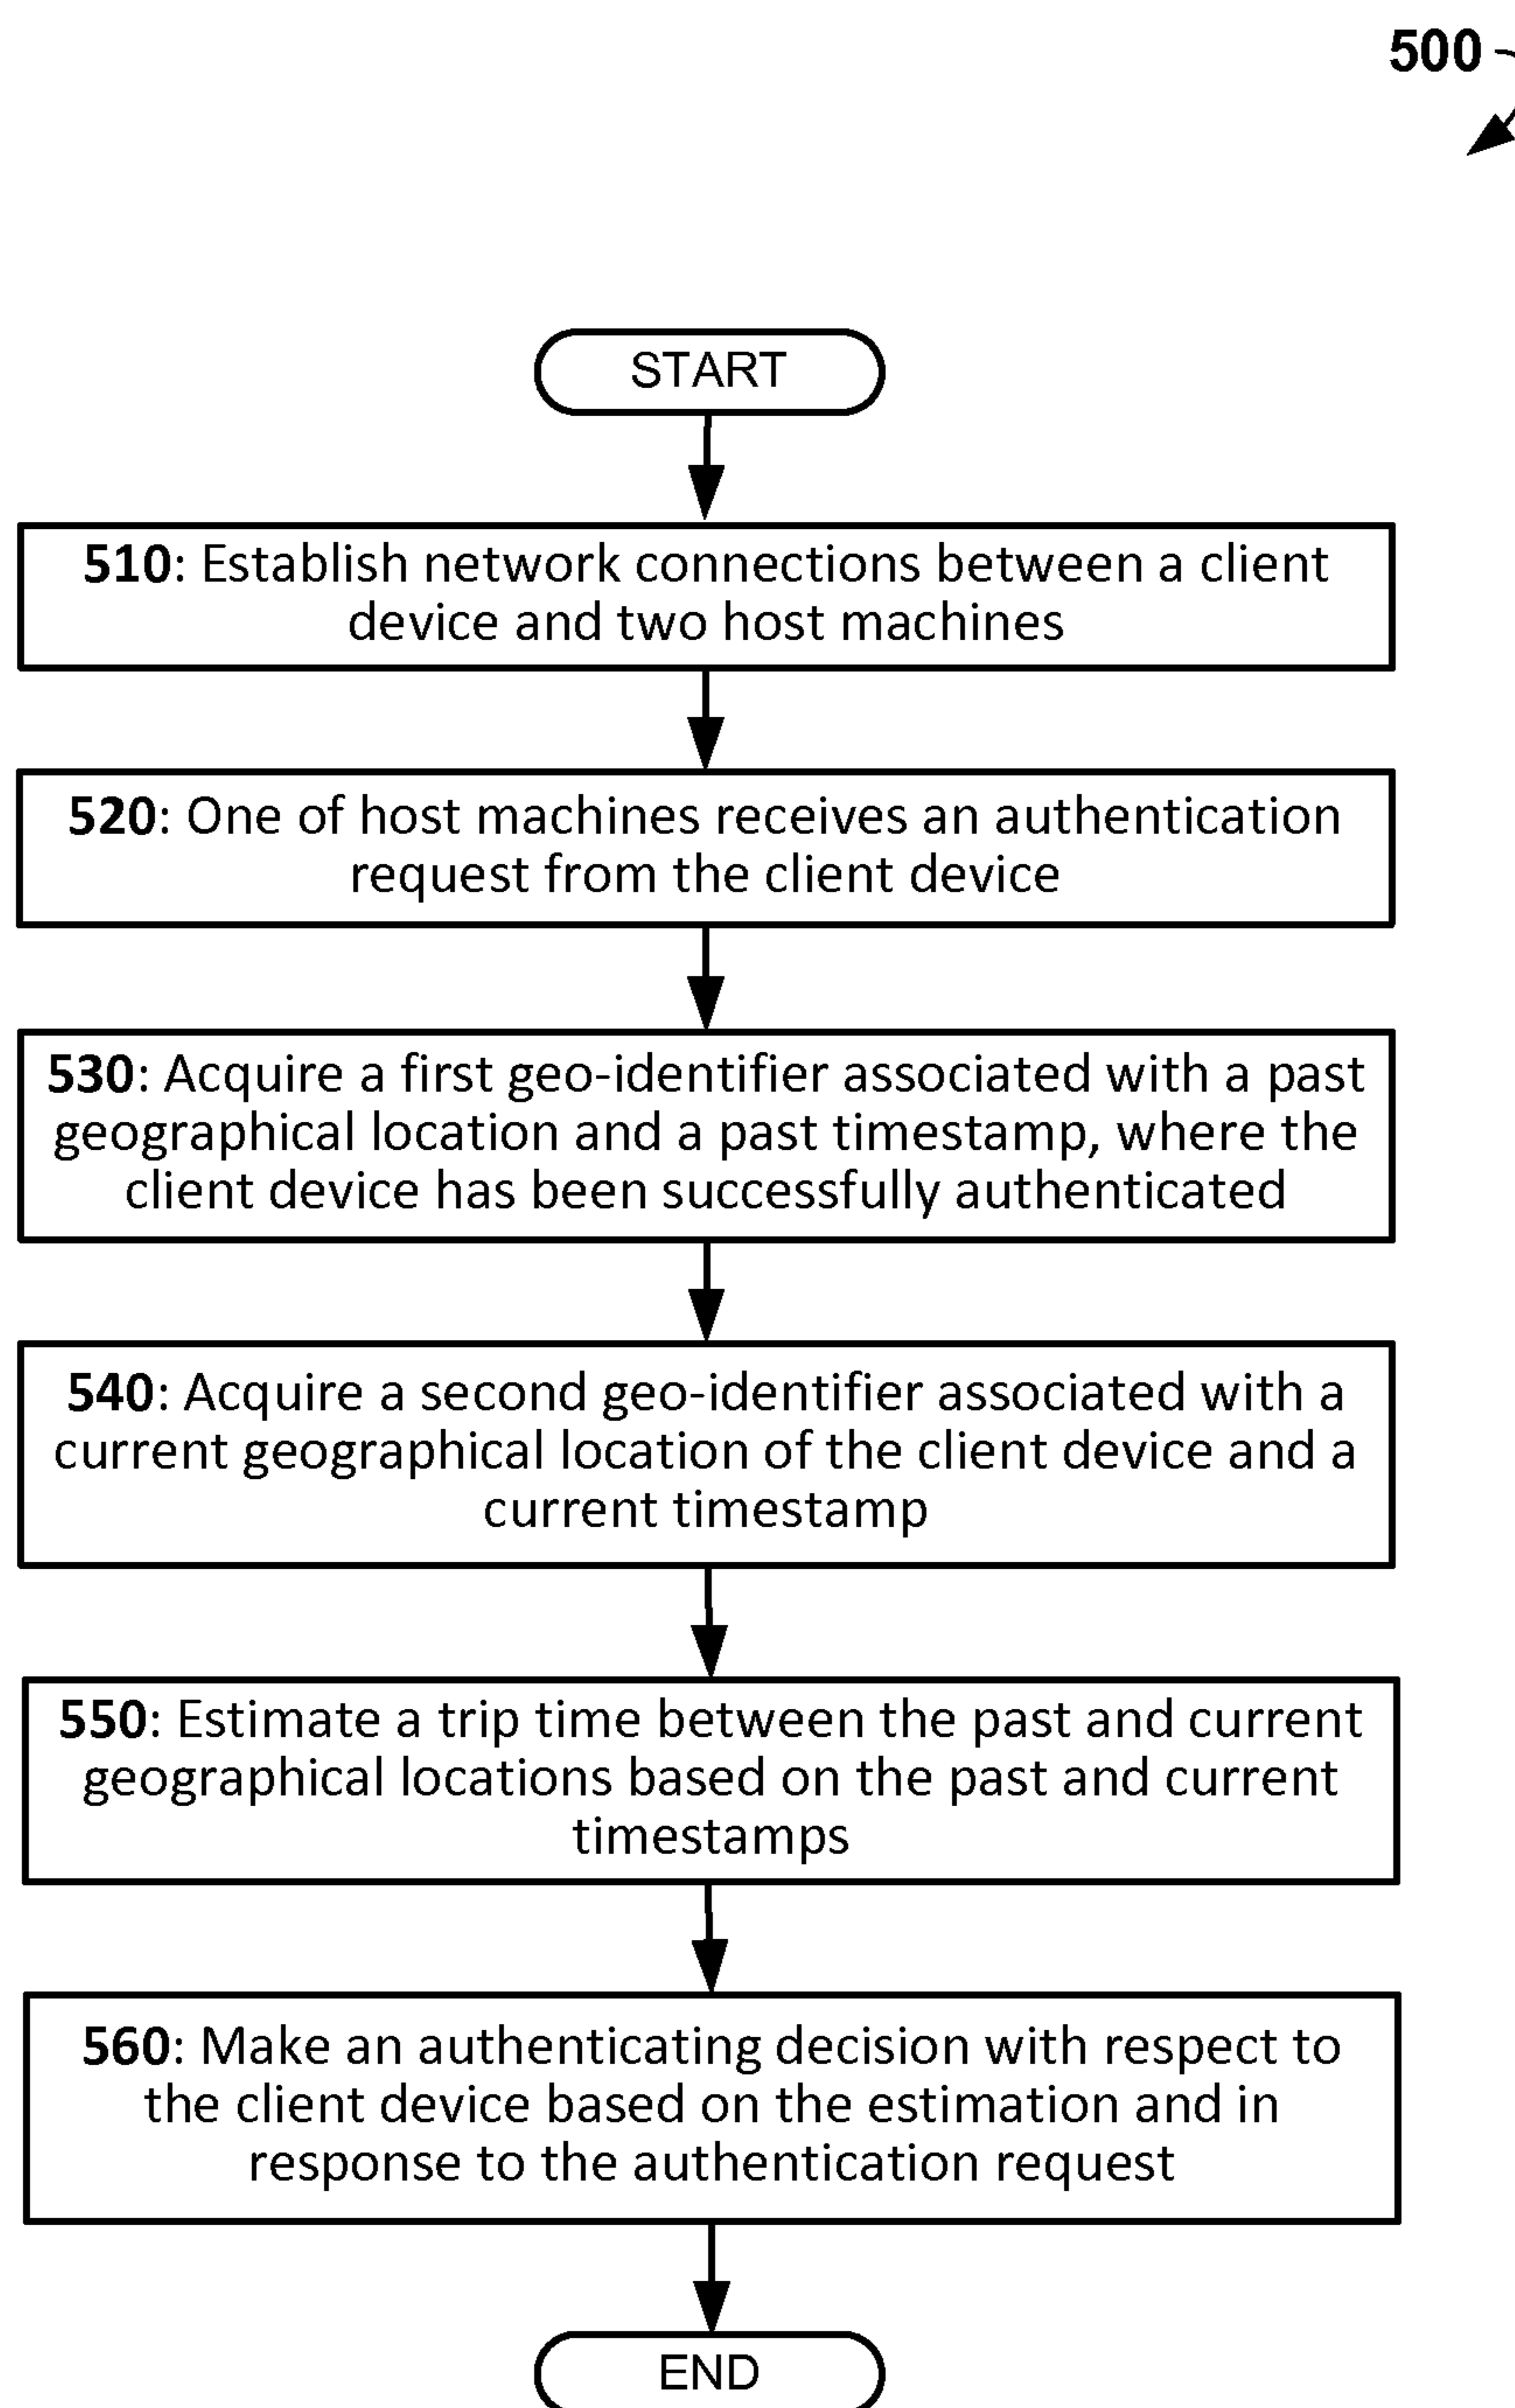 500
START
510: Establish network connections between a client
device and two host machines
520: One of host machines receives an authentication
request from the client device
530: Acquire a first geo-identifier associated with a past
geographical location and a past timestamp, where the
client device has been successfully authenticated
540: Acquire a second geo-identifier associated with a
current geographical location of the client device and a
current timestamp
550: Estimate a trip time between the past and current
geographical locations based on the past and current
timestamps
560: Make an authenticating decision with respect to
the client device based on the estimation and in
response to the authentication request
END